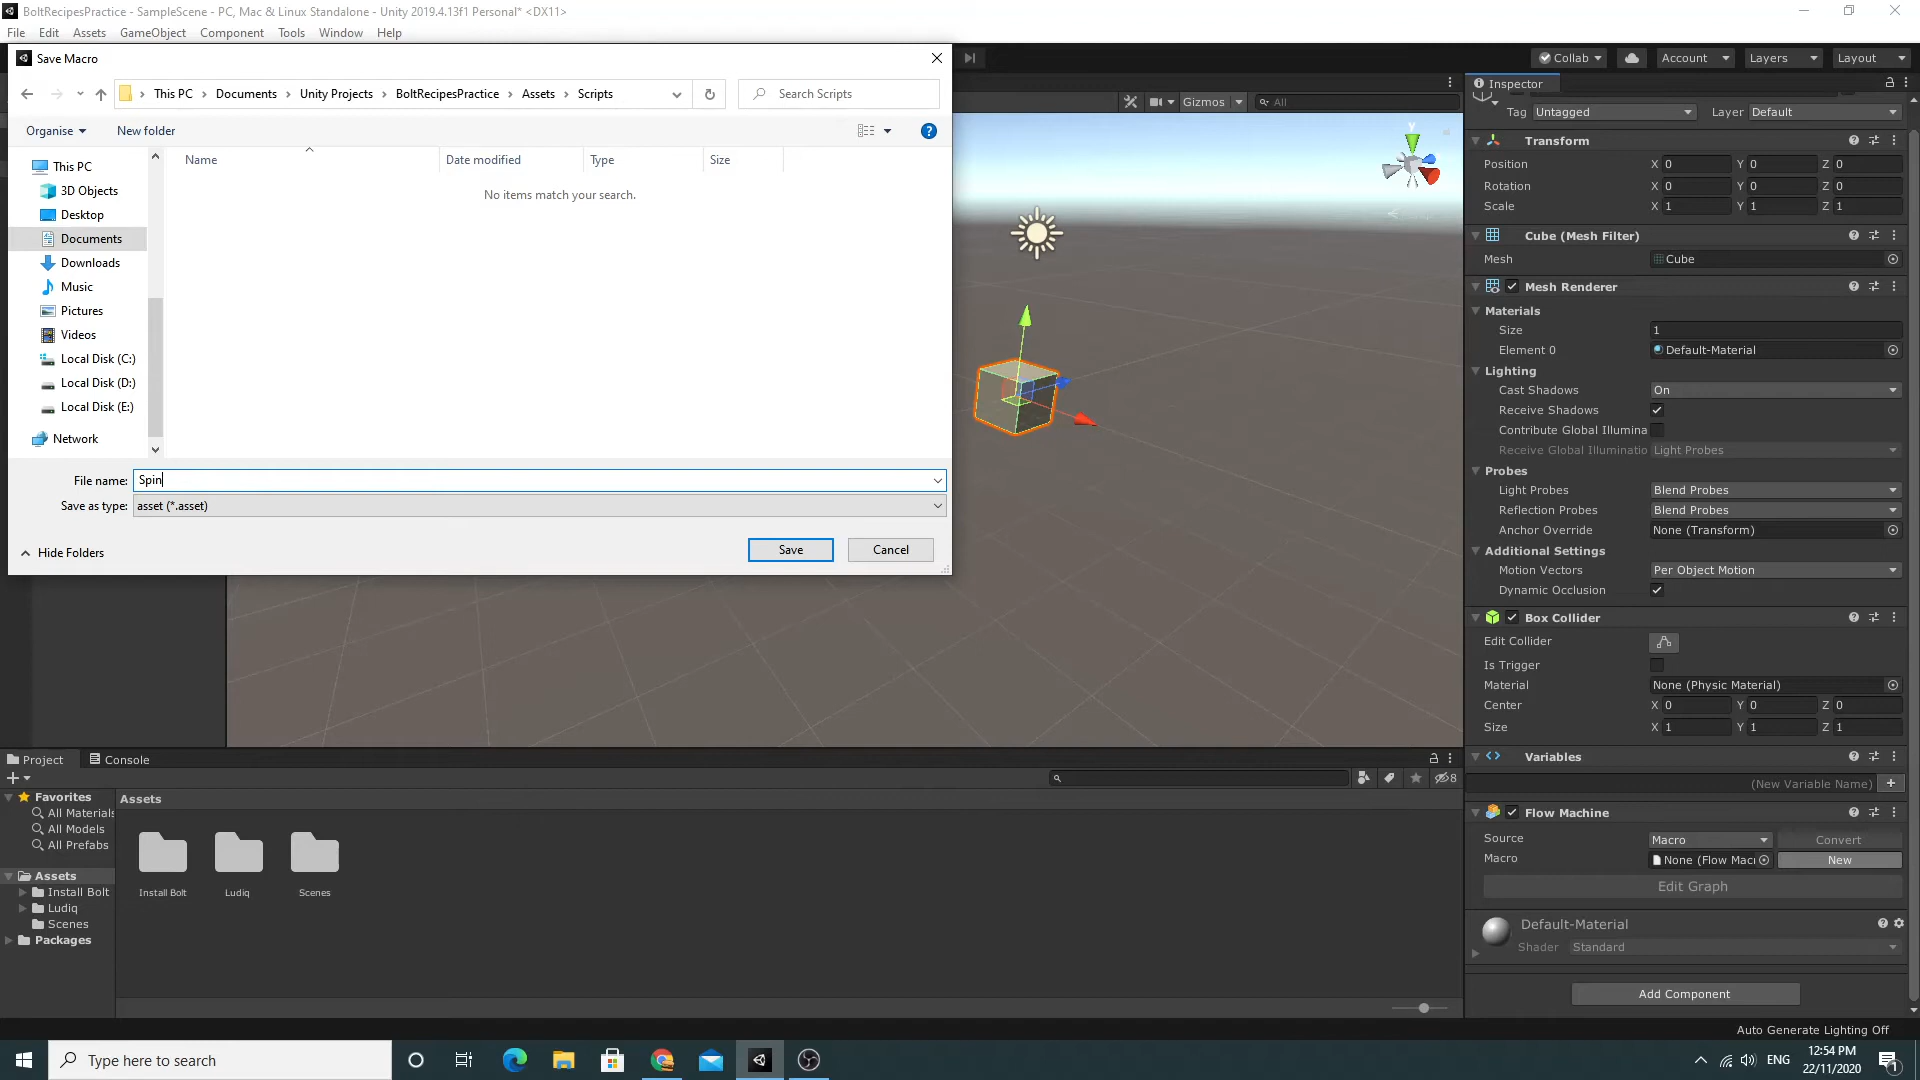 BoltRecipesPractice - SampleScene - PC, Mac & Linux Standalone - Unity 2019.4.13f1 Personal* <DX11>
File Edit Assets GameObject Component Tools Window Help
Save Macro
Collab Account Layers Layout
This PC Documents Unity Projects BoltRecipesPractice Assets Scripts Search Scripts
Organise New folder
Name Date modified Type Size
No items match your search.
This PC
3D Objects
Desktop
Documents
Downloads
Music
Pictures
Videos
Local Disk (C:)
Local Disk (D:)
Local Disk (E:)
Network
File name: Spin
Save as type: asset (*.asset)
Hide Folders Save Cancel
Gizmos All
y
Inspector
Tag Untagged Layer Default
Transform
Position X 0 Y 0 Z 0
Rotation X 0 Y 0 Z 0
Scale X 1 Y 1 Z 1
Cube (Mesh Filter)
Mesh Cube
Mesh Renderer
Materials
Size 1
Element 0 Default-Material
Lighting
Cast Shadows On
Receive Shadows
Contribute Global Illumina
Receive Global Illuminatio Light Probes
Probes
Light Probes Blend Probes
Reflection Probes Blend Probes
Anchor Override None (Transform)
Additional Settings
Motion Vectors Per Object Motion
Dynamic Occlusion
Box Collider
Edit Collider
Is Trigger
Material None (Physic Material)
Center X 0 Y 0 Z 0
Size X 1 Y 1 Z 1
Variables
(New Variable Name)
Flow Machine
Source Macro Convert
Macro None (Flow Macr New
Edit Graph
Default-Material
Shader Standard
Add Component
Project Console
8
Favorites
All Materials
All Models
All Prefabs
Assets
Install Bolt
Ludiq
Scenes
Packages
Assets
Install Bolt Ludiq Scenes
Auto Generate Lighting Off
Type here to search
ENG
12:54 PM
22/11/2020
1